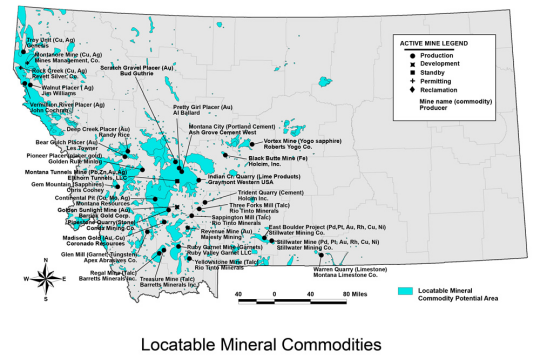 Troy Unit (Cu, Ag)
Genesis
Montanore Mine (Cu, Ag)
Mines Management, Co.
Rock Creek (Cu, Ag)
Revett Silver, Co.
Walnut Placer (Ag)
Jim Williams
Vermilion River Placer (Ag)
John Cochran
Scratch Gravel Placer (Au)
Bud Guthrie
Pretty Girl Placer (Au)
Al Ballard
Montana City (Portland Cement)
Ash Grove Cement West
Deep Creek Placer (Au)
Randy Rice
Bear Gulch Placer (Au)
Les Towner
Pioneer Placer (placer gold)
Golden Rule Mining
Montana Tunnels Mine (Pb,Zn,Au,Ag)
Elkhorn Tunnels, LLC
Gem Mountain (Sapphires)
Chris Cooney
Continental Pit (Cu, Mo, Ag)
Montana Resources
Golden Sunlight Mine (Au)
Barrick Gold Corp.
Pipestone Quarry (Stone)
Mining Co.
Madison Gold (Au, Cu)
Coronado Resources
Glen Mill (Garnet) (Tungsten)
Apex Abrasives Co.
Regal Mine (Talc)
Barretts Minerals Inc.
Treasure Mine (Talc)
Barretts Minerals Inc.
Vortex Mine (Yogo sapphire)
Roberts Yogo Co.
Black Butte Mine (Fe)
Holcim, Inc.
Indian Cr. Quarry (Lime Products)
Graymont Western USA
Trident Quarry (Cement)
Holcim Inc.
Three Forks Mill (Talc)
Rio Tinto Minerals
Sappington Mill (Talc)
Rio Tinto Minerals
Revenue Mine (Au)
Majesty Mining
Ruby Garnet Mine (Garnets)
Ruby Valley Garnet LLC
Yellowstone Mine (Talc)
Rio Tinto Minerals
East Boulder Project (Pd,Pt, Au, Rh, Cu, Ni)
Stillwater Mining Co.
Stillwater Mine (Pd, Pt, Au, Rh, Cu, Ni)
Stillwater Mining Co.
Warren Quarry (Limestone)
Montana Limestone Co.
ACTIVE MINE LEGEND
Production
Development
Standby
Permitting
Reclamation
Mine name (commodity)
Producer
N
W E
S
40 0 40 80 Miles
Locatable Mineral
Commodity Potential Area
Locatable Mineral Commodities